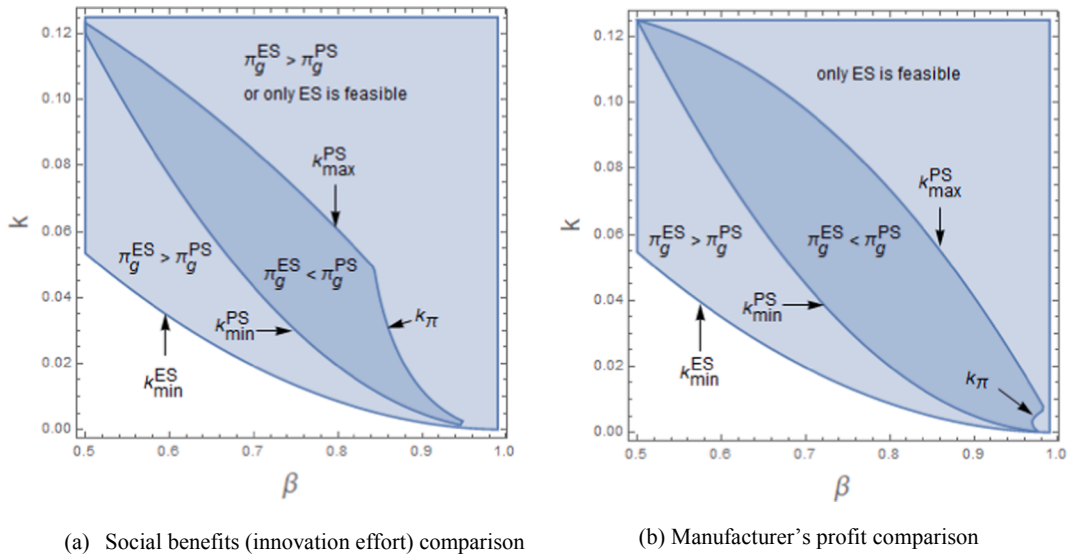 0.12
0.10
0.08
0.06
0.04
0.02
0.00
k
π_g^ES > π_g^PS
or only ES is feasible
k_max^PS
π_g^ES > π_g^PS
π_g^ES < π_g^PS
k_min^PS
k_π
k_min^ES
0.5 0.6 0.7 0.8 0.9 1.0
β
(a) Social benefits (innovation effort) comparison
0.12
0.10
0.08
0.06
0.04
0.02
0.00
k
only ES is feasible
k_max^PS
π_g^ES > π_g^PS
π_g^ES < π_g^PS
k_min^PS
k_min^ES
k_π
0.5 0.6 0.7 0.8 0.9 1.0
β
(b) Manufacturer's profit comparison